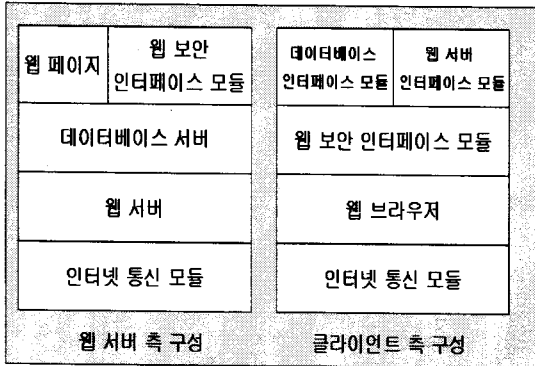 웹 페이지
웹 보안
인터페이스 모듈
데이터베이스 서버
웹 서버
인터넷 통신 모듈
웹 서버 측 구성
데이터베이스
인터페이스 모듈
웹 서버
인터페이스 모듈
웹 보안 인터페이스 모듈
웹 브라우저
인터넷 통신 모듈
클라이언트 측 구성